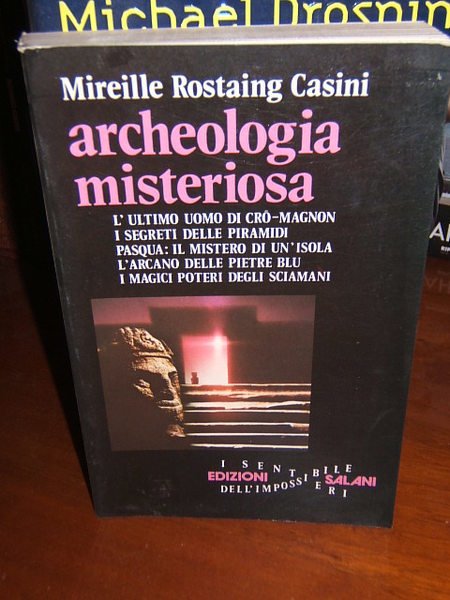 Michael Drosnin
Mireille Rostaing Casini
archeologia
misteriosa
L'ULTIMO UOMO DI CRÔ-MAGNON
I SEGRETI DELLE PIRAMIDI
PASQUA: IL MISTERO DI UN'ISOLA
L'ARCANO DELLE PIETRE BLU
I MAGICI POTERI DEGLI SCIAMANI
I SENTIERI
EDIZIONI SALANI
DELL'IMPOSSIBILE